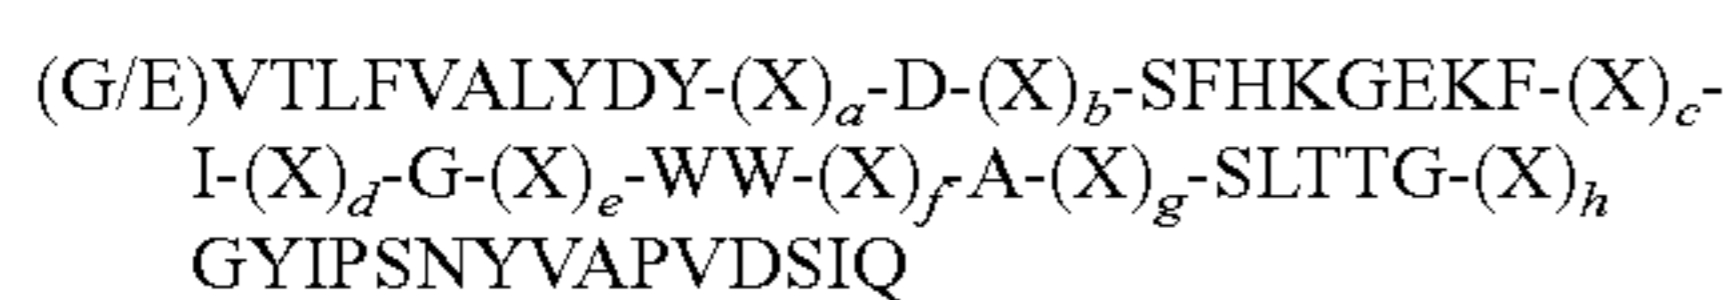 (G/E)VTLFVALYDY-(X)a-D-(X)b-SFHKGEKF-(X)c-
I-(X)d-G-(X)e-WW-(X)f-A-(X)g-SLTTG-(X)h
GYIPSNYVAPVDSIQ